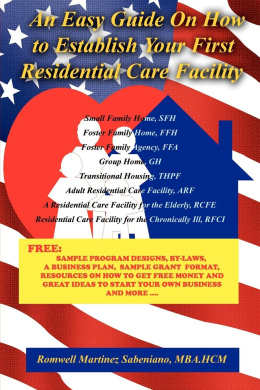 An Easy Guide On How
to Establish Your First
Residential Care Facility
Small Family Home, SFH
Foster Family Home, FFH
Foster Family Agency, FFA
Group Home, GH
Transitional Housing, THPF
Adult Residential Care Facility, ARF
A Residential Care Facility for the Elderly, RCFE
Residential Care Facility for the Chronically Ill, RFCI
FREE:
SAMPLE PROGRAM DESIGNS, BY-LAWS,
A BUSINESS PLAN, SAMPLE GRANT FORMAT,
RESOURCES ON HOW TO GET FREE MONEY AND
GREAT IDEAS TO START YOUR OWN BUSINESS
AND MORE ....
Romwell Martinez Sabeniano, MBA.HCM